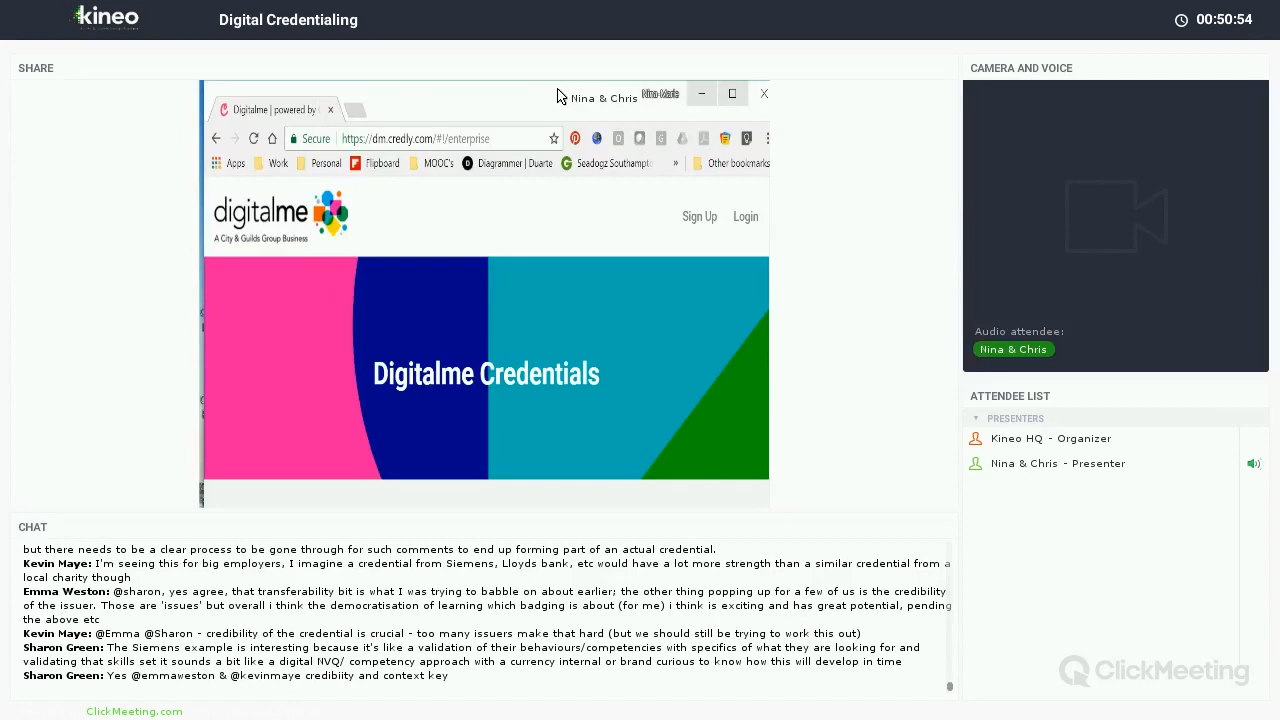 kineo
Digital Credentialing
00:50:54
SHARE
CAMERA AND VOICE
Nina & Chris
Digitalme | powered by
Secure
https://dm.credly.com/#!/enterprise
Apps Work Personal Flipboard MOOC's Diagrammer | Duarte Seadogz Southampto » Other bookmarks
digitalme
A City & Guilds Group Business
Sign Up Login
Digitalme Credentials
Audio attendee:
Nina & Chris
ATTENDEE LIST
PRESENTERS
Kineo HQ - Organizer
Nina & Chris - Presenter
CHAT
but there needs to be a clear process to be gone through for such comments to end up forming part of an actual credential.
Kevin Maye: I'm seeing this for big employers, I imagine a credential from Siemens, Lloyds bank, etc would have a lot more strength than a similar credential from a
local charity though
Emma Weston: @sharon, yes agree, that transferability bit is what I was trying to babble on about earlier; the other thing popping up for a few of us is the credibility
of the issuer. Those are 'issues' but overall i think the democratisation of learning which badging is about (for me) i think is exciting and has great potential, pending
the above etc
Kevin Maye: @Emma @Sharon - credibility of the credential is crucial - too many issuers make that hard (but we should still be trying to work this out)
Sharon Green: The Siemens example is interesting because it's like a validation of their behaviours/competencies with specifics of what they are looking for and
validating that skills set it sounds a bit like a digital NVQ/ competency approach with a currency internal or brand curious to know how this will develop in time
Sharon Green: Yes @emmaweston & @kevinmaye credibiity and context key
ClickMeeting
ClickMeeting.com